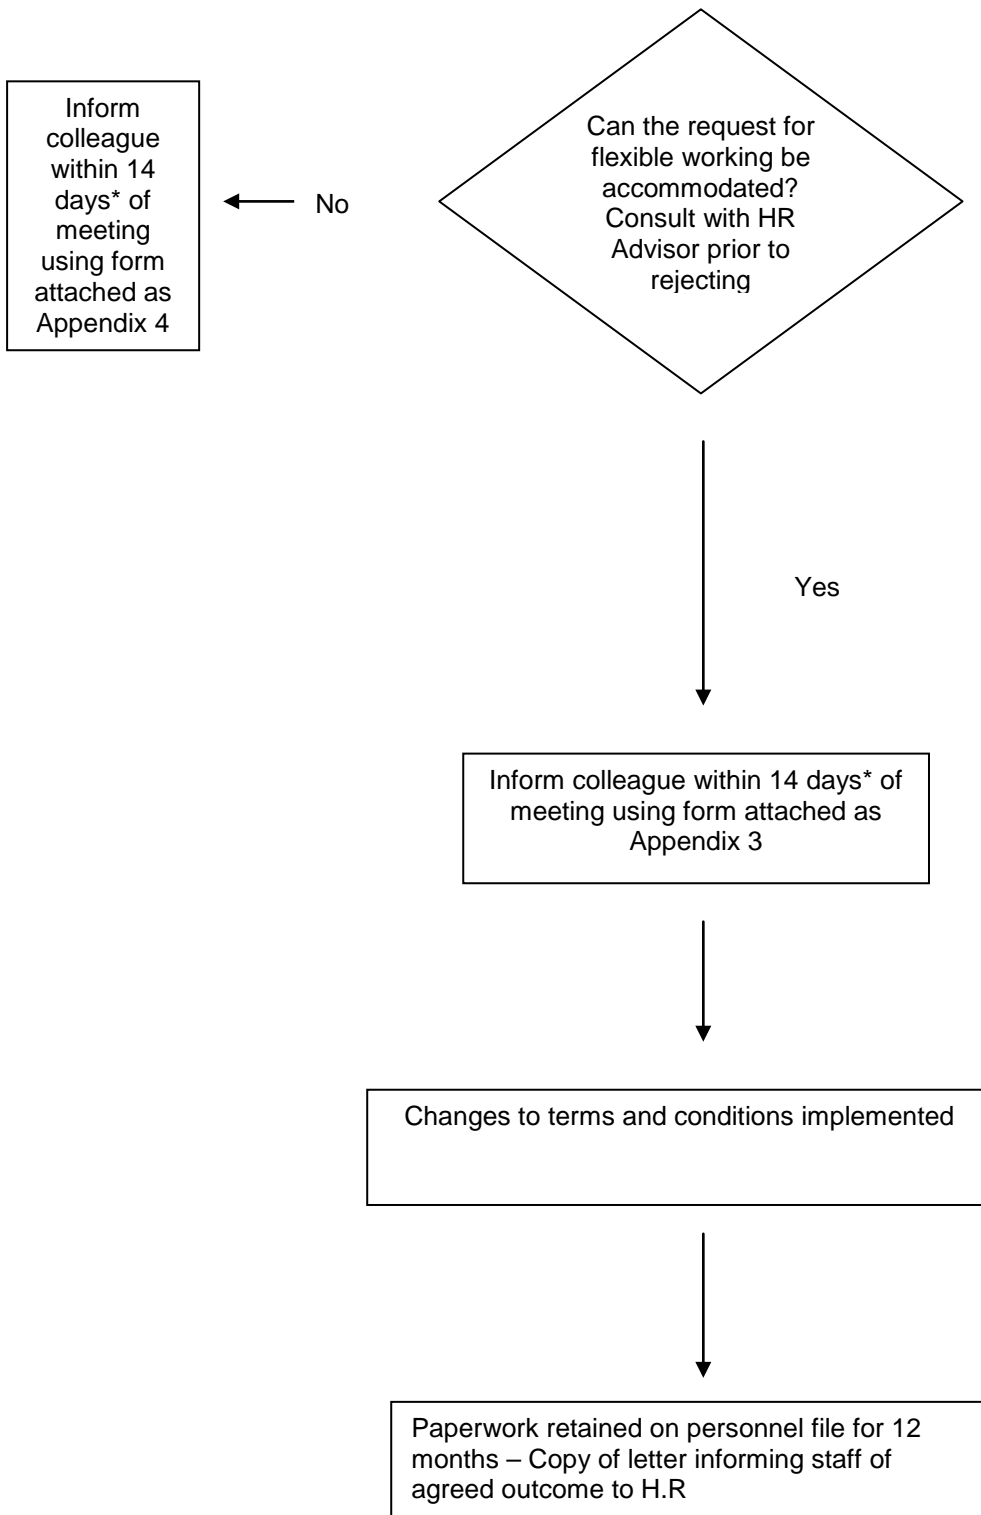 Can the request for
flexible working be
accommodated?
Consult with HR
Advisor prior to
rejecting
No
Inform
colleague
within 14
days* of
meeting
using form
attached as
Appendix 4
Yes
Inform colleague within 14 days* of
meeting using form attached as
Appendix 3
Changes to terms and conditions implemented
Paperwork retained on personnel file for 12
months – Copy of letter informing staff of
agreed outcome to H.R